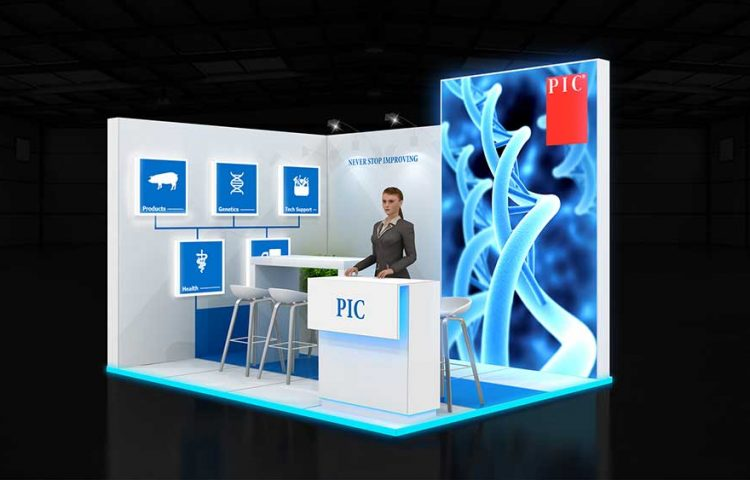 PIC®
NEVER STOP IMPROVING
Products
Genetics
Tech Support
Health
PIC